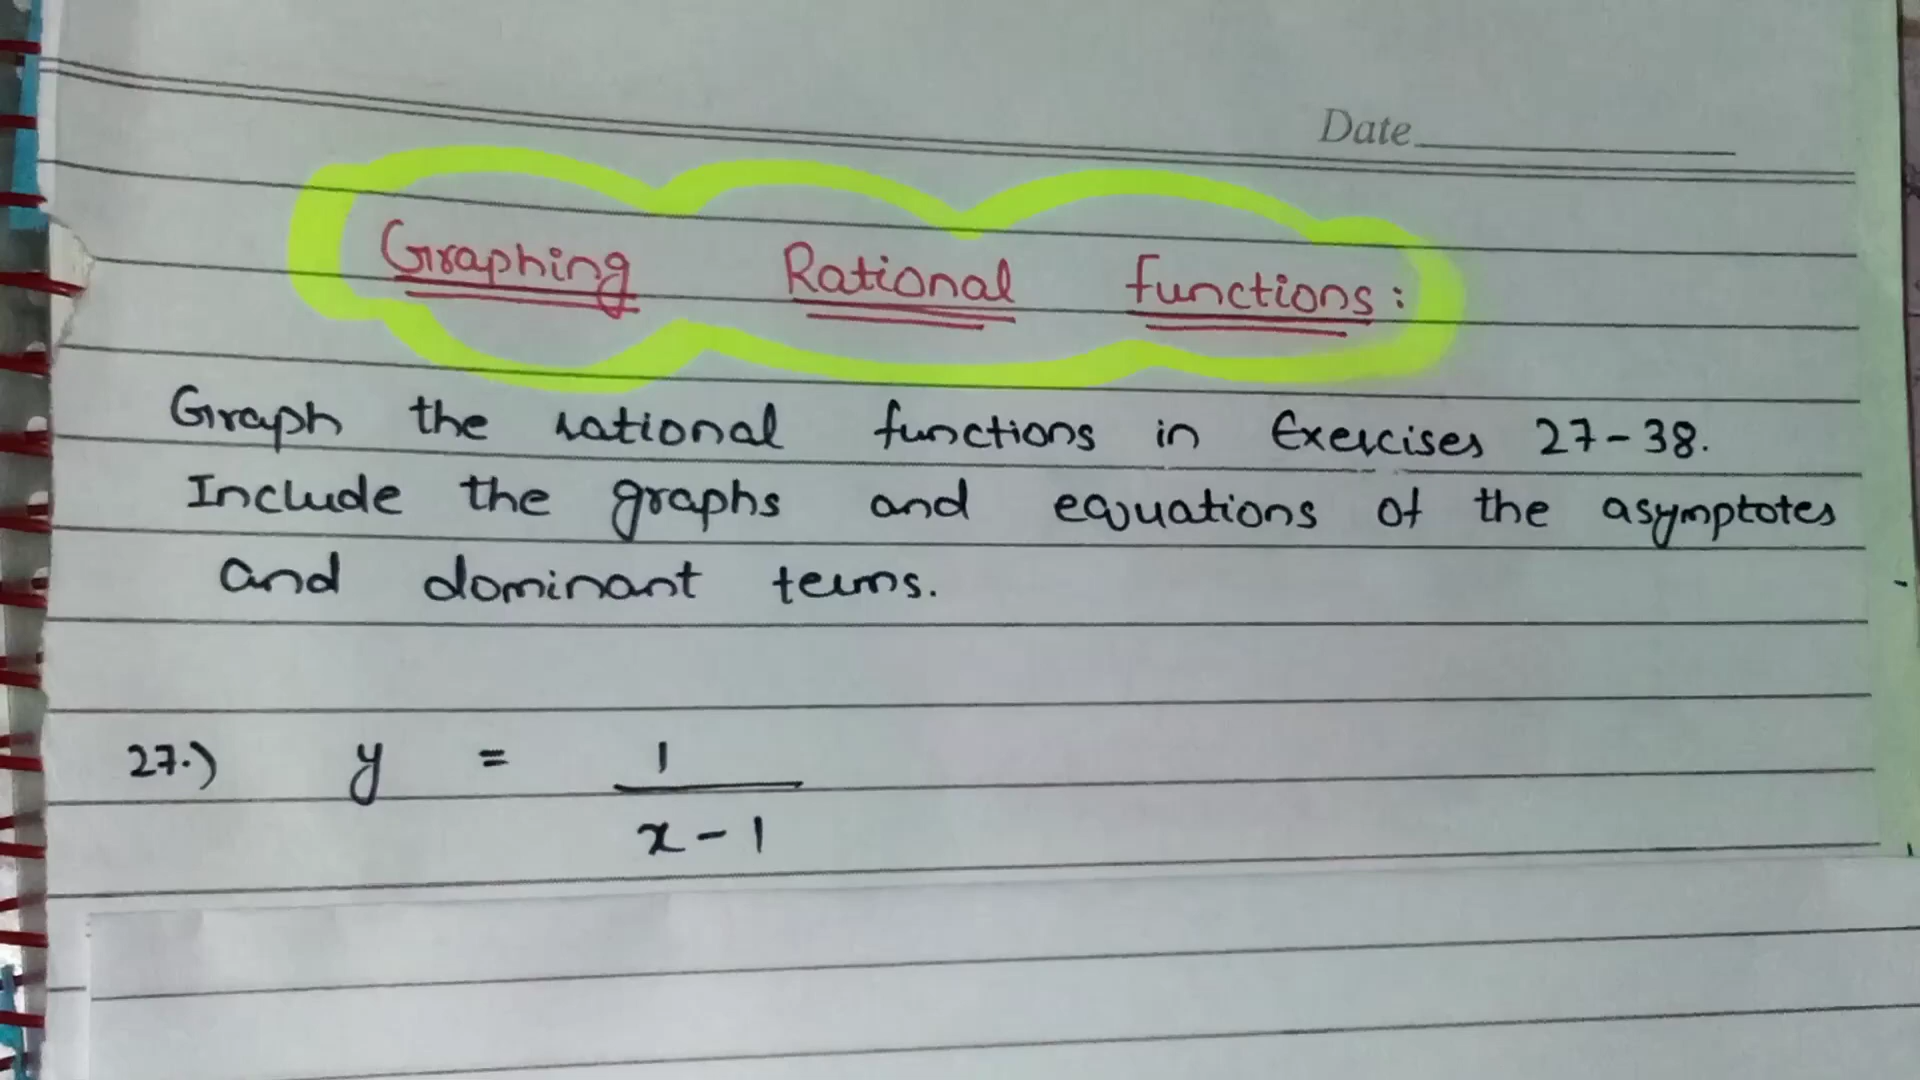 Date
Graphing Rational functions:
Graph the rational functions in Exercises 27-38.
Include the graphs and equations of the asymptotes
and dominant terms.
27.) y = 1
x - 1